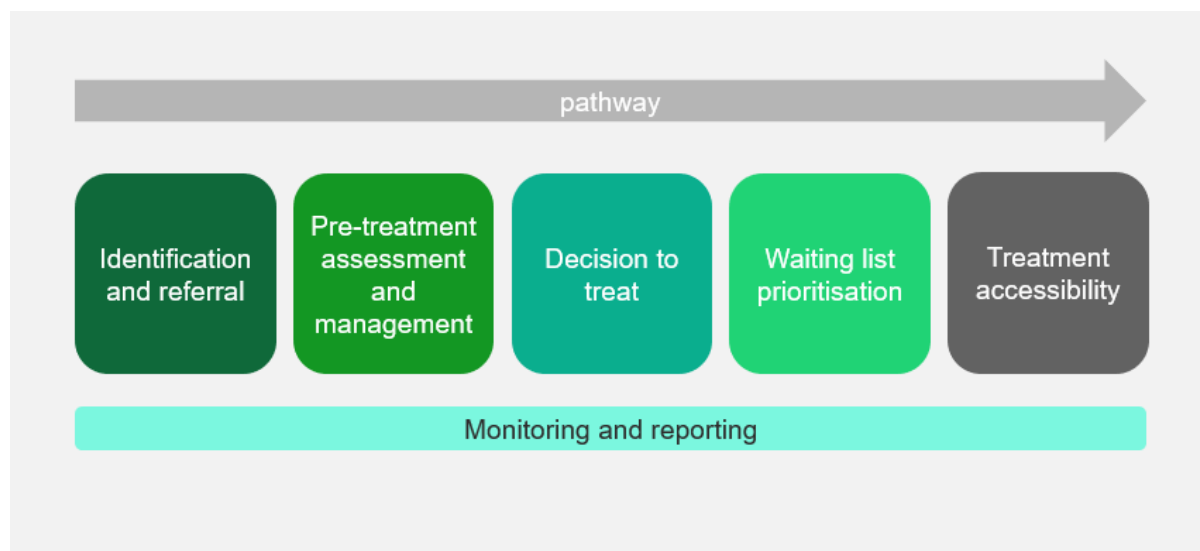 pathway
Identification
and referral
Pre-treatment
assessment
and
management
Decision to
treat
Waiting list
prioritisation
Treatment
accessibility
Monitoring and reporting